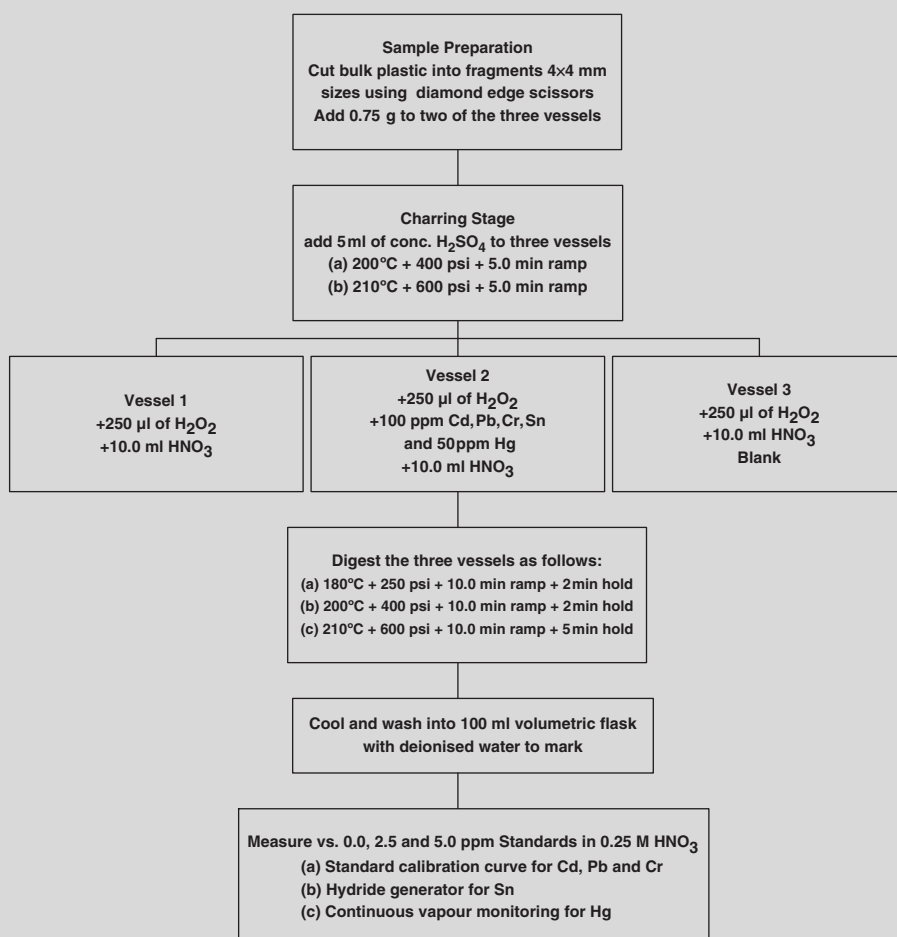 Sample Preparation
Cut bulk plastic into fragments 4×4 mm
sizes using diamond edge scissors
Add 0.75 g to two of the three vessels
Charring Stage
add 5 ml of conc. H₂SO₄ to three vessels
(a) 200°C + 400 psi + 5.0 min ramp
(b) 210°C + 600 psi + 5.0 min ramp
Vessel 1
+250 µl of H₂O₂
+10.0 ml HNO₃
Vessel 2
+250 µl of H₂O₂
+100 ppm Cd, Pb, Cr, Sn
and 50 ppm Hg
+10.0 ml HNO₃
Vessel 3
+250 µl of H₂O₂
+10.0 ml HNO₃
Blank
Digest the three vessels as follows:
(a) 180°C + 250 psi + 10.0 min ramp + 2 min hold
(b) 200°C + 400 psi + 10.0 min ramp + 2 min hold
(c) 210°C + 600 psi + 10.0 min ramp + 5 min hold
Cool and wash into 100 ml volumetric flask
with deionised water to mark
Measure vs. 0.0, 2.5 and 5.0 ppm Standards in 0.25 M HNO₃
(a) Standard calibration curve for Cd, Pb and Cr
(b) Hydride generator for Sn
(c) Continuous vapour monitoring for Hg